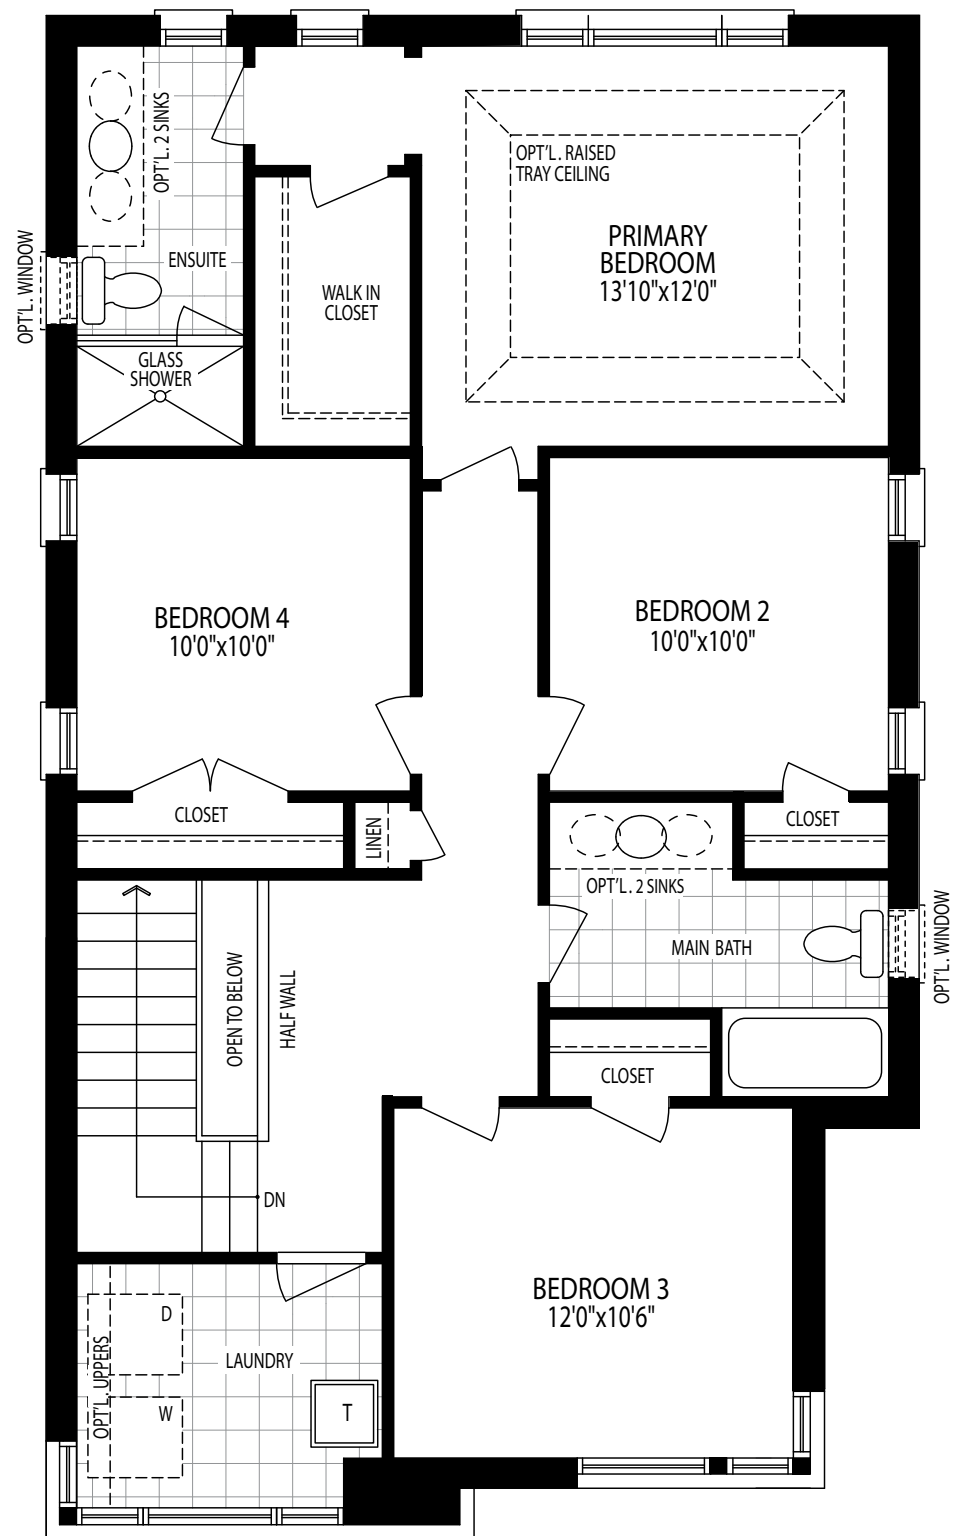 OPT'L. 2 SINKS
OPT'L. RAISED
TRAY CEILING
PRIMARY
BEDROOM
13'10"x12'0"
OPT'L. WINDOW
ENSUITE
WALK IN
CLOSET
GLASS
SHOWER
BEDROOM 4
10'0"x10'0"
BEDROOM 2
10'0"x10'0"
CLOSET
LINEN
CLOSET
OPT'L. 2 SINKS
MAIN BATH
OPT'L. WINDOW
OPEN TO BELOW
HALF WALL
CLOSET
DN
BEDROOM 3
12'0"x10'6"
D
OPT'L. UPPERS
LAUNDRY
W
T